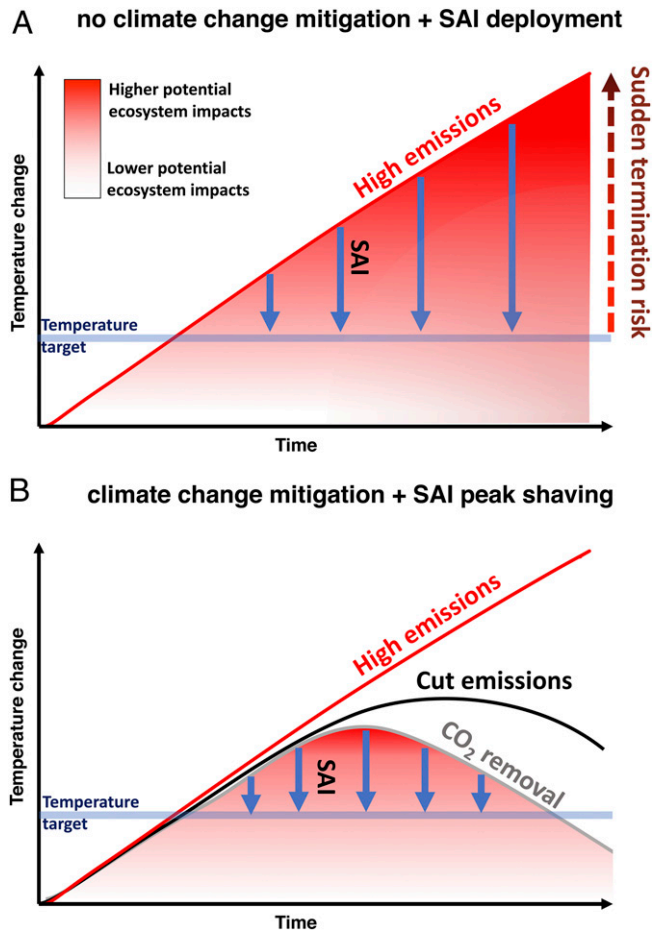 A
no climate change mitigation + SAI deployment
Higher potential
ecosystem impacts
Lower potential
ecosystem impacts
High emissions
SAI
Sudden termination risk
Temperature change
Temperature
target
Time
B
climate change mitigation + SAI peak shaving
High emissions
Cut emissions
CO₂ removal
SAI
Temperature change
Temperature
target
Time